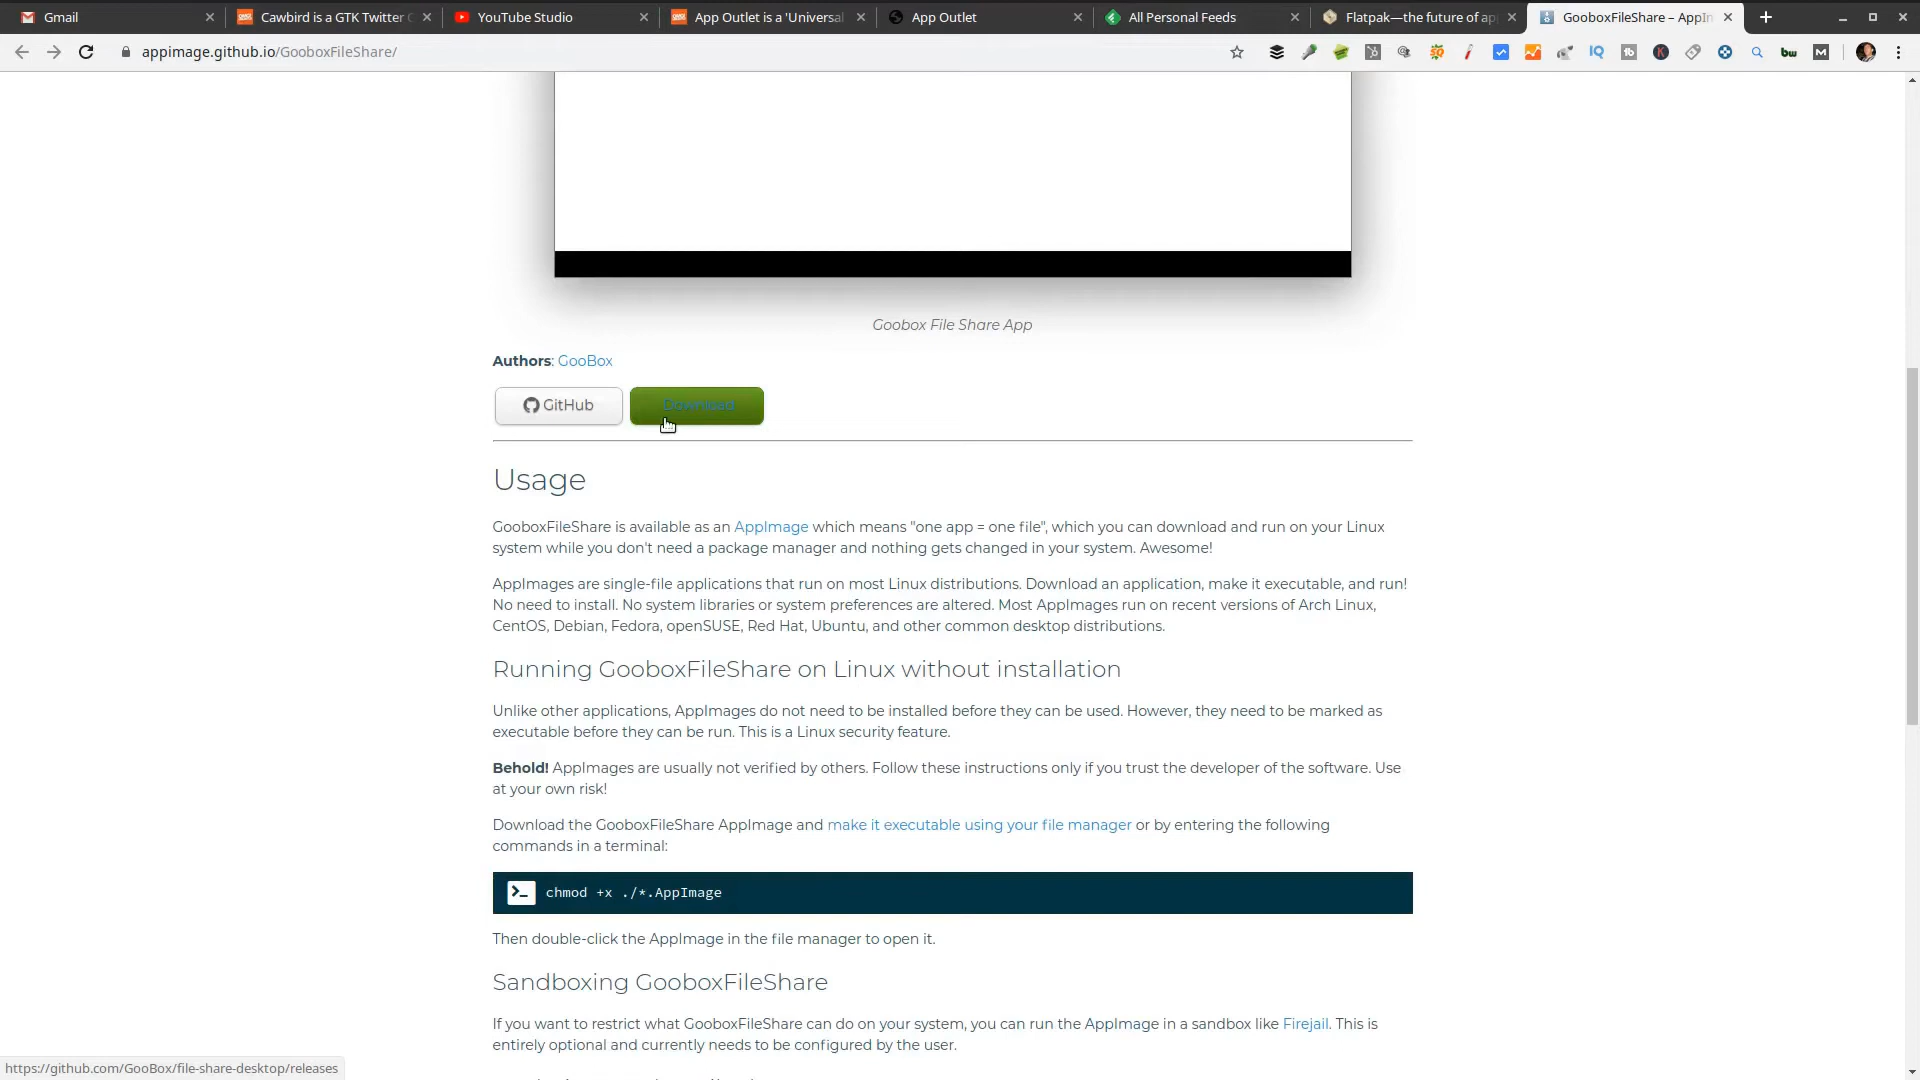 Gmail
Cawbird is a GTK Twitter C
YouTube Studio
App Outlet is a 'Universal
App Outlet
All Personal Feeds
Flatpak—the future of ap
GooboxFileShare – AppIm
appimage.github.io/GooboxFileShare/
Goobox File Share App
Authors: GooBox
GitHub
Download
Usage
GooboxFileShare is available as an AppImage which means "one app = one file", which you can download and run on your Linux
system while you don't need a package manager and nothing gets changed in your system. Awesome!
AppImages are single-file applications that run on most Linux distributions. Download an application, make it executable, and run!
No need to install. No system libraries or system preferences are altered. Most AppImages run on recent versions of Arch Linux,
CentOS, Debian, Fedora, openSUSE, Red Hat, Ubuntu, and other common desktop distributions.
Running GooboxFileShare on Linux without installation
Unlike other applications, AppImages do not need to be installed before they can be used. However, they need to be marked as
executable before they can be run. This is a Linux security feature.
Behold! AppImages are usually not verified by others. Follow these instructions only if you trust the developer of the software. Use
at your own risk!
Download the GooboxFileShare AppImage and make it executable using your file manager or by entering the following
commands in a terminal:
chmod +x ./*.AppImage
Then double-click the AppImage in the file manager to open it.
Sandboxing GooboxFileShare
If you want to restrict what GooboxFileShare can do on your system, you can run the AppImage in a sandbox like Firejail. This is
entirely optional and currently needs to be configured by the user.
https://github.com/GooBox/file-share-desktop/releases